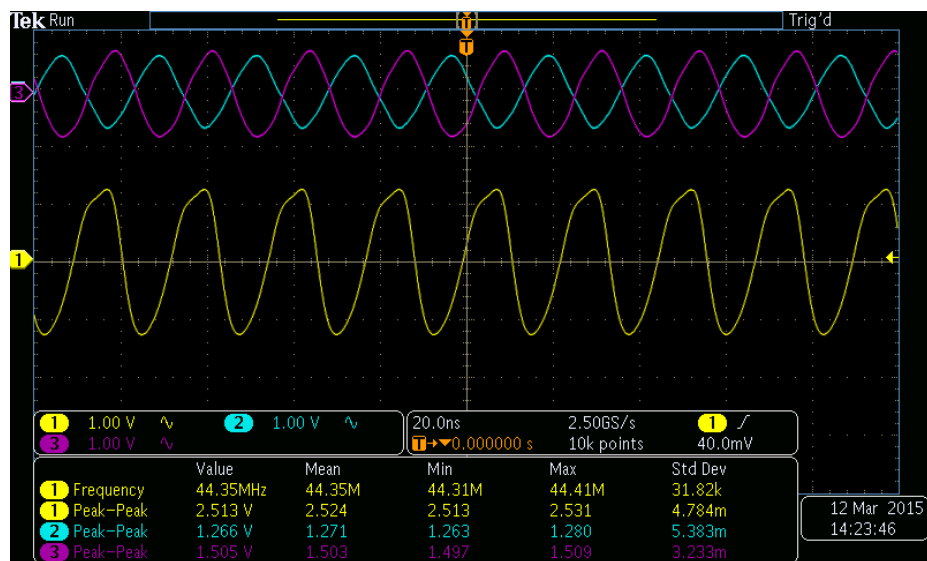 Tek Run Trig'd
T
T
3
1
1 1.00 V ∿ 2 1.00 V ∿ 20.0ns 2.50GS/s 1 ∫
3 1.00 V ∿ T→▼0.000000 s 10k points 40.0mV
Value Mean Min Max Std Dev
1 Frequency 44.35MHz 44.35M 44.31M 44.41M 31.82k
1 Peak−Peak 2.513 V 2.524 2.513 2.531 4.784m
2 Peak−Peak 1.266 V 1.271 1.263 1.280 5.383m
3 Peak−Peak 1.505 V 1.503 1.497 1.509 3.233m
12 Mar 2015
14:23:46